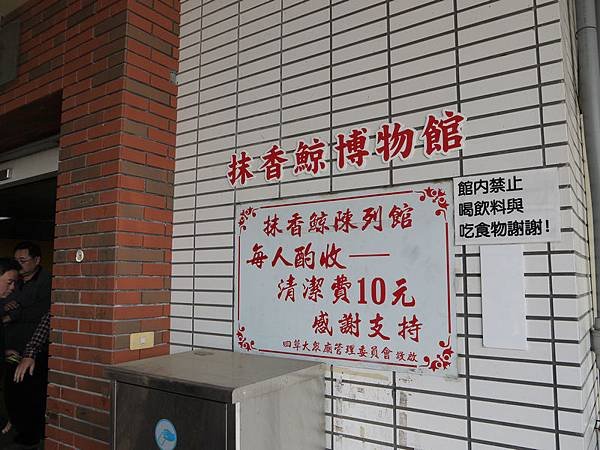 抹香鯨博物館
抹香鯨陳列館
每人酌收——
清潔費10元
感謝支持
四草大眾廟管理委員會敬啟
館內禁止
喝飲料與
吃食物謝謝!